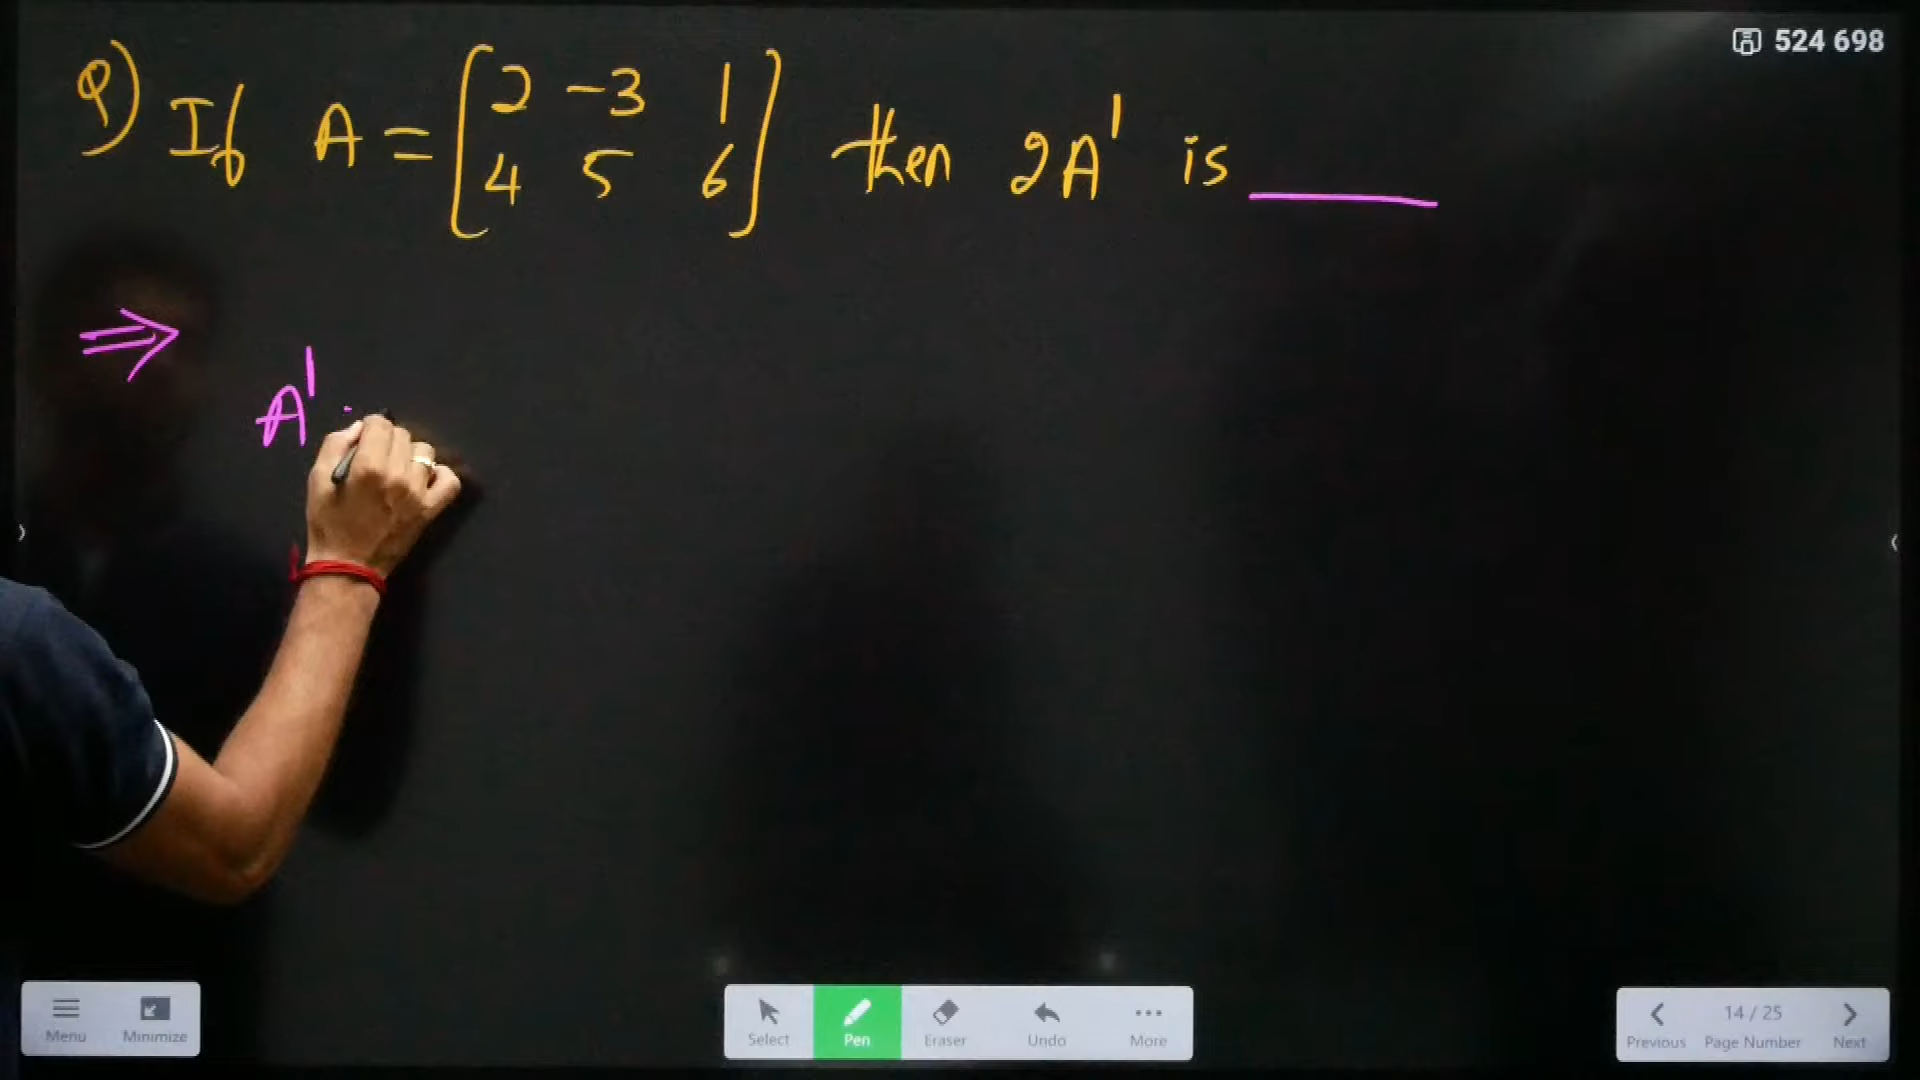 524 698
Q) If A = [2 -3 1
4 5 6] then 2A' is ____
⇒
A'
Menu Minimize
Select Pen Eraser Undo More
14 / 25
Previous Page Number Next